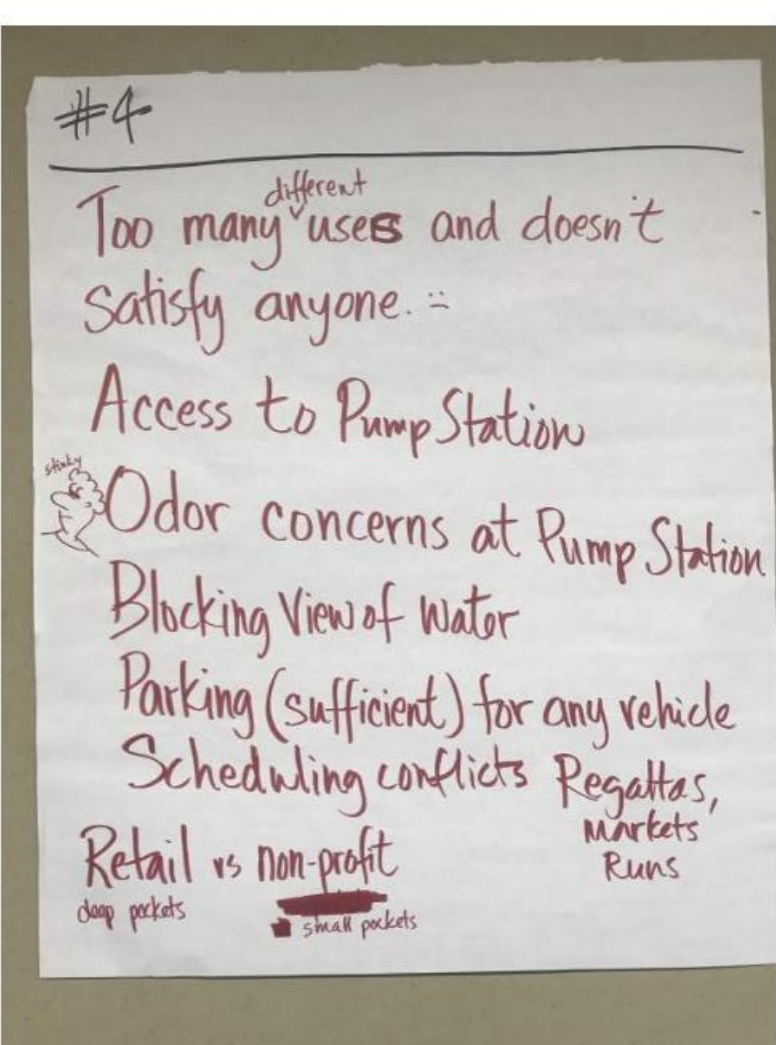 #4
Too many different uses and doesn't
satisfy anyone.
Access to Pump Station
stinky
Odor concerns at Pump Station
Blocking View of Water
Parking (sufficient) for any vehicle
Scheduling conflicts Regattas,
Markets
Runs
Retail vs non-profit
deep pockets
small pockets